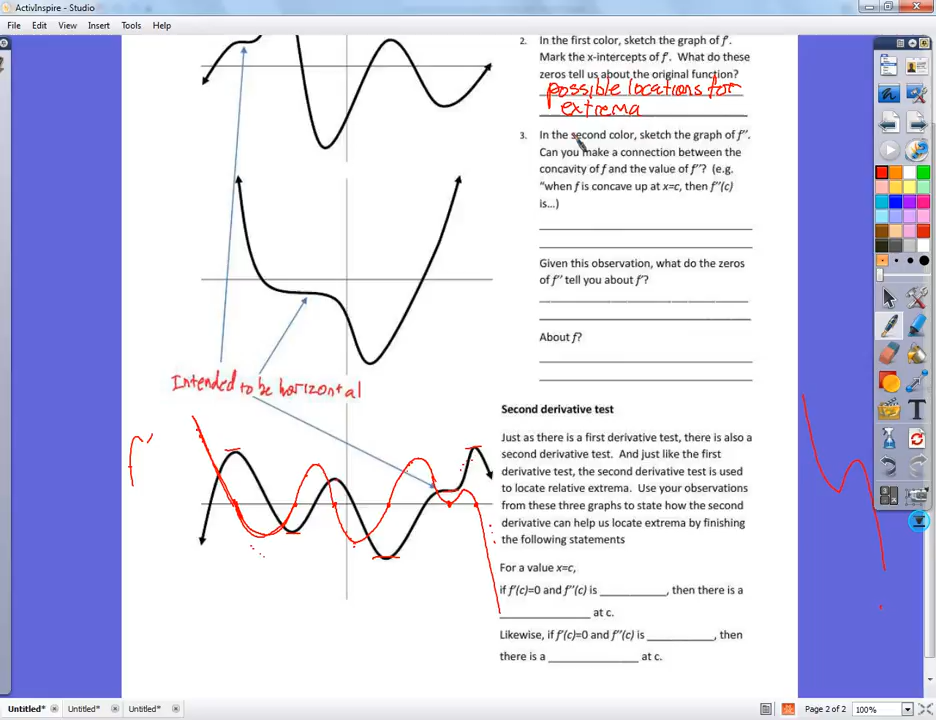 ActivInspire - Studio
File Edit View Insert Tools Help
2. In the first color, sketch the graph of f'.
Mark the x-intercepts of f'. What do these
zeros tell us about the original function?
possible locations for
extrema
3. In the second color, sketch the graph of f''.
Can you make a connection between the
concavity of f and the value of f''? (e.g.
“when f is concave up at x=c, then f''(c)
is…)
Given this observation, what do the zeros
of f'' tell you about f'?
About f?
Intended to be horizontal
f'
Second derivative test
Just as there is a first derivative test, there is also a
second derivative test. And just like the first
derivative test, the second derivative test is used
to locate relative extrema. Use your observations
from these three graphs to state how the second
derivative can help us locate extrema by finishing
the following statements
For a value x=c,
if f'(c)=0 and f''(c) is ____________, then there is a
________________ at c.
Likewise, if f'(c)=0 and f''(c) is ____________, then
there is a ________________ at c.
Untitled* Untitled* Untitled* Page 2 of 2 100%